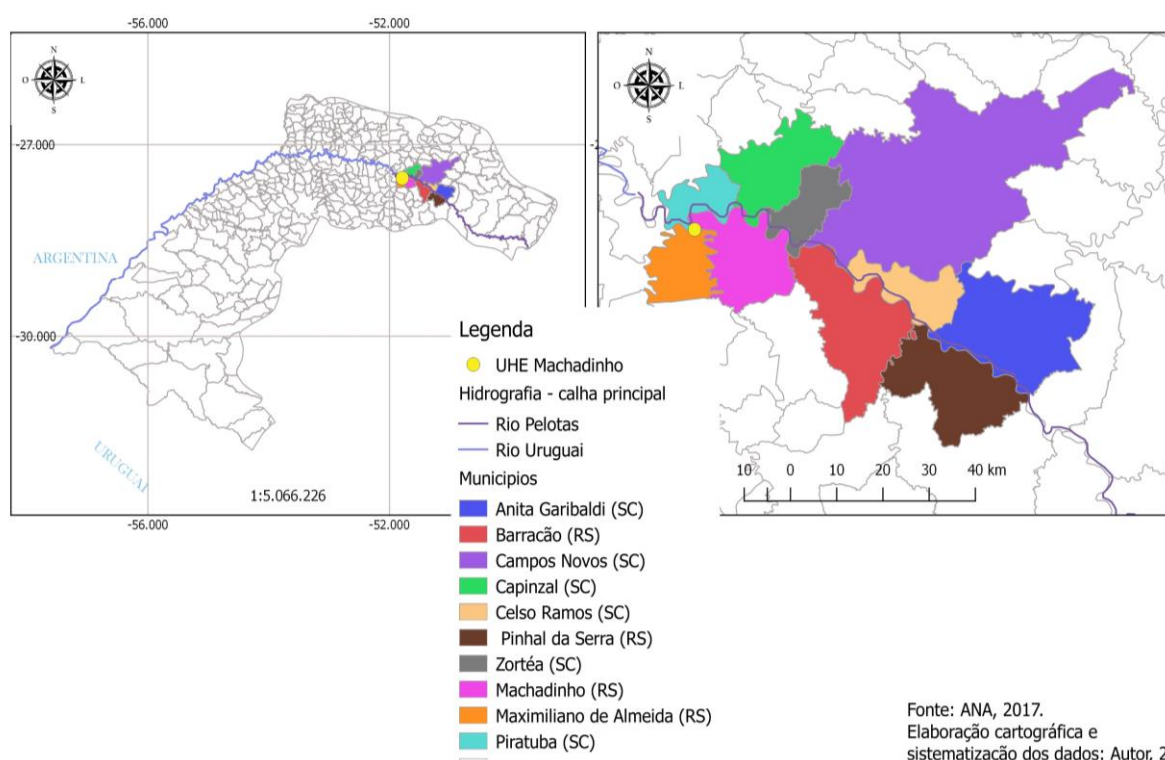 -56.000
-52.000
N
O
L
S
-27.000
ARGENTINA
-30.000
URUGUAI
1:5.066.226
-56.000
-52.000
N
O
L
S
10 0 10 20 30 40 km
Legenda
UHE Machadinho
Hidrografia - calha principal
Rio Pelotas
Rio Uruguai
Municipios
Anita Garibaldi (SC)
Barracão (RS)
Campos Novos (SC)
Capinzal (SC)
Celso Ramos (SC)
Pinhal da Serra (RS)
Zortéa (SC)
Machadinho (RS)
Maximiliano de Almeida (RS)
Piratuba (SC)
Fonte: ANA, 2017.
Elaboração cartográfica e
sistematização dos dados: Autor, 2